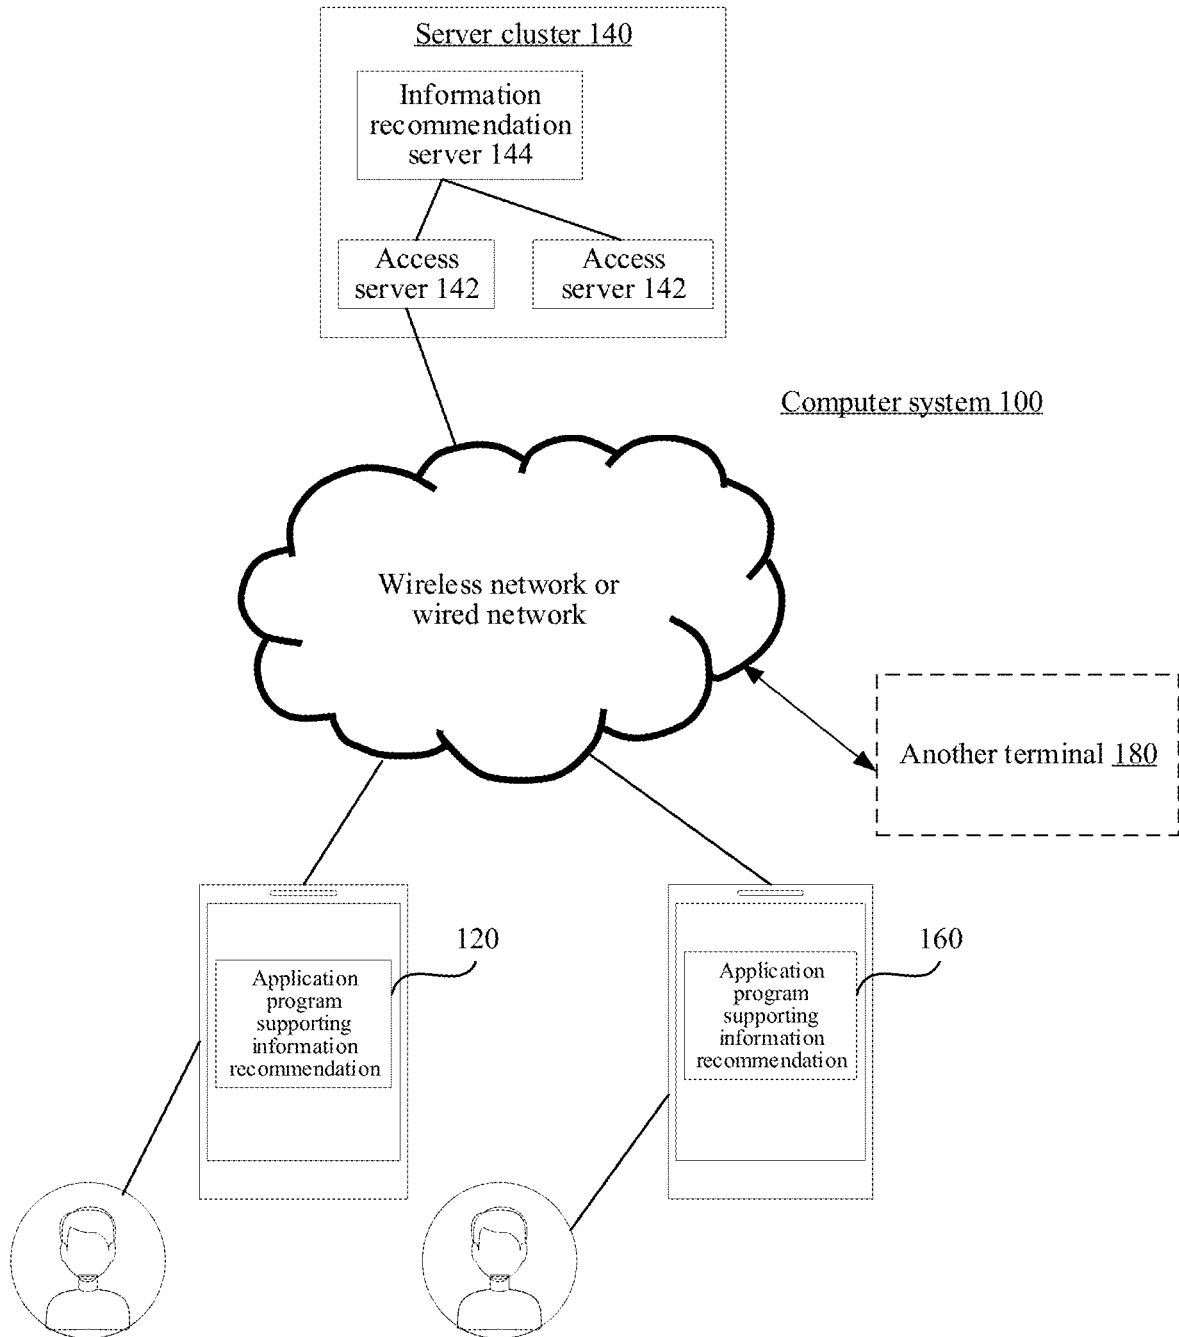 Server cluster 140
Information
recommendation
server 144
Access
server 142
Access
server 142
Computer system 100
Wireless network or
wired network
Another terminal 180
120
160
Application
program
supporting
information
recommendation
Application
program
supporting
information
recommendation